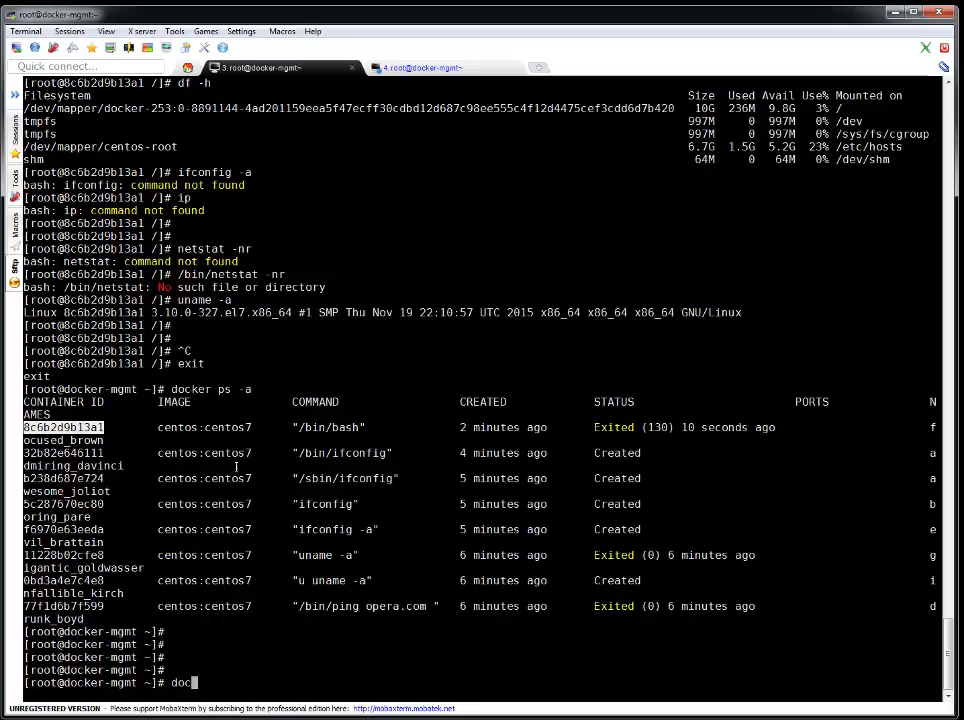 root@docker-mgmt:~
Terminal Sessions View X server Tools Games Settings Macros Help
Quick connect... 3. root@docker-mgmt:~ 4. root@docker-mgmt:~
[root@8c6b2d9b13a1 /]# df -h
Filesystem Size Used Avail Use% Mounted on
/dev/mapper/docker-253:0-8891144-4ad201159eea5f47ecff30cdbd12d687c98ee555c4f12d4475cef3cdd6d7b420 10G 236M 9.8G 3% /
tmpfs 997M 0 997M 0% /dev
tmpfs 997M 0 997M 0% /sys/fs/cgroup
/dev/mapper/centos-root 6.7G 1.5G 5.2G 23% /etc/hosts
shm 64M 0 64M 0% /dev/shm
[root@8c6b2d9b13a1 /]# ifconfig -a
bash: ifconfig: command not found
[root@8c6b2d9b13a1 /]# ip
bash: ip: command not found
[root@8c6b2d9b13a1 /]#
[root@8c6b2d9b13a1 /]#
[root@8c6b2d9b13a1 /]# netstat -nr
bash: netstat: command not found
[root@8c6b2d9b13a1 /]# /bin/netstat -nr
bash: /bin/netstat: No such file or directory
[root@8c6b2d9b13a1 /]# uname -a
Linux 8c6b2d9b13a1 3.10.0-327.el7.x86_64 #1 SMP Thu Nov 19 22:10:57 UTC 2015 x86_64 x86_64 x86_64 GNU/Linux
[root@8c6b2d9b13a1 /]#
[root@8c6b2d9b13a1 /]#
[root@8c6b2d9b13a1 /]# ^C
[root@8c6b2d9b13a1 /]# exit
exit
[root@docker-mgmt ~]# docker ps -a
CONTAINER ID IMAGE COMMAND CREATED STATUS PORTS N
AMES
8c6b2d9b13a1 centos:centos7 "/bin/bash" 2 minutes ago Exited (130) 10 seconds ago f
ocused_brown
32b82e646111 centos:centos7 "/bin/ifconfig" 4 minutes ago Created a
dmiring_davinci
b238d687e724 centos:centos7 "/sbin/ifconfig" 5 minutes ago Created a
wesome_joliot
5c287670ec80 centos:centos7 "ifconfig" 5 minutes ago Created b
oring_pare
f6970e63eeda centos:centos7 "ifconfig -a" 5 minutes ago Created e
vil_brattain
11228b02cfe8 centos:centos7 "uname -a" 6 minutes ago Exited (0) 6 minutes ago g
igantic_goldwasser
0bd3a4e7c4e8 centos:centos7 "u uname -a" 6 minutes ago Created i
nfallible_kirch
77f1d6b7f599 centos:centos7 "/bin/ping opera.com " 6 minutes ago Exited (0) 6 minutes ago d
runk_boyd
[root@docker-mgmt ~]#
[root@docker-mgmt ~]#
[root@docker-mgmt ~]#
[root@docker-mgmt ~]#
[root@docker-mgmt ~]# doc
Sessions
Tools
Macros
Sftp
UNREGISTERED VERSION - Please support MobaXterm by subscribing to the professional edition here: http://mobaxterm.mobatek.net